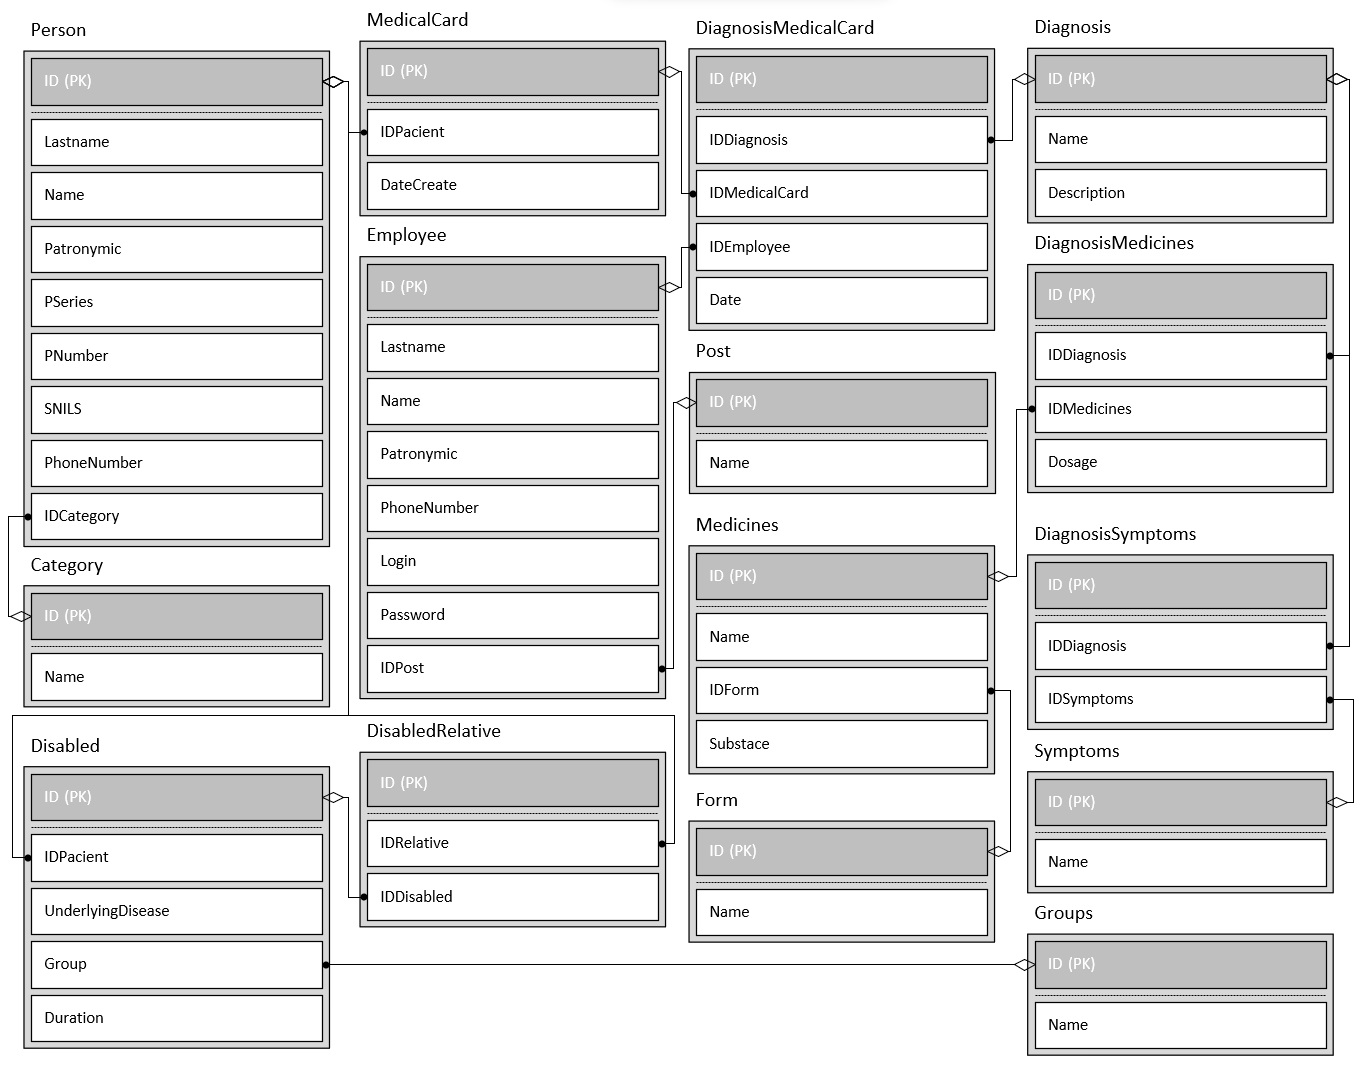 Person
ID (PK)
Lastname
Name
Patronymic
PSeries
PNumber
SNILS
PhoneNumber
IDCategory
Category
ID (PK)
Name
Disabled
ID (PK)
IDPacient
UnderlyingDisease
Group
Duration
MedicalCard
ID (PK)
IDPacient
DateCreate
Employee
ID (PK)
Lastname
Name
Patronymic
PhoneNumber
Login
Password
IDPost
DisabledRelative
ID (PK)
IDRelative
IDDisabled
DiagnosisMedicalCard
ID (PK)
IDDiagnosis
IDMedicalCard
IDEmployee
Date
Post
ID (PK)
Name
Medicines
ID (PK)
Name
IDForm
Substace
Form
ID (PK)
Name
Diagnosis
ID (PK)
Name
Description
DiagnosisMedicines
ID (PK)
IDDiagnosis
IDMedicines
Dosage
DiagnosisSymptoms
ID (PK)
IDDiagnosis
IDSymptoms
Symptoms
ID (PK)
Name
Groups
ID (PK)
Name